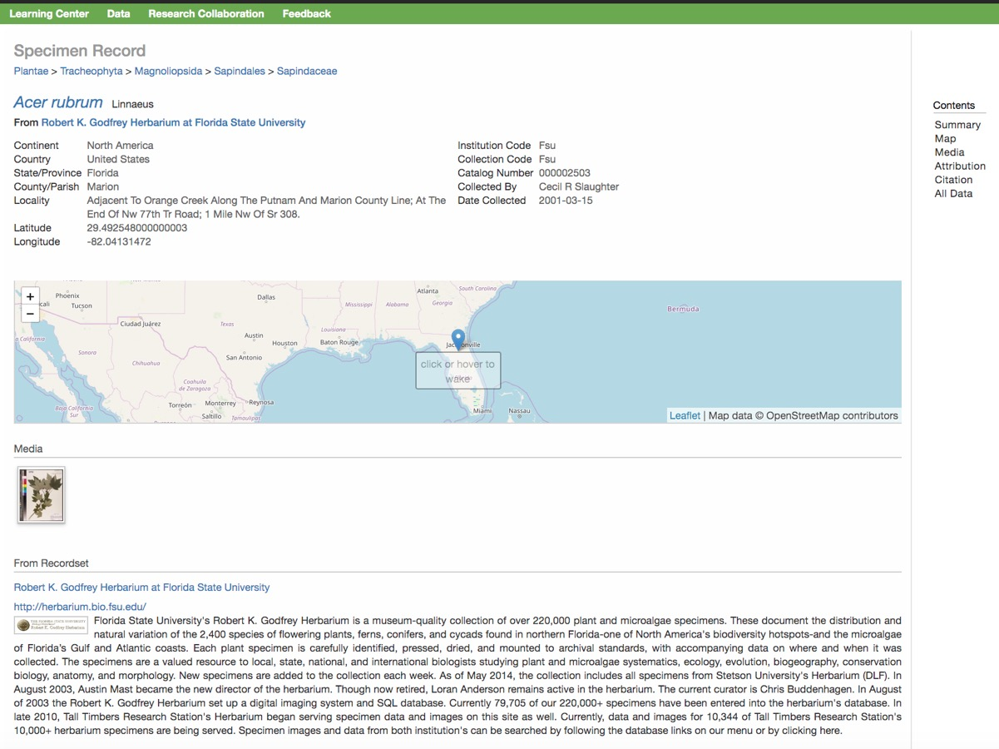 Learning Center Data Research Collaboration Feedback
Specimen Record
Plantae > Tracheophyta > Magnoliopsida > Sapindales > Sapindaceae
Acer rubrum Linnaeus
From Robert K. Godfrey Herbarium at Florida State University
Continent North America
Country United States
State/Province Florida
County/Parish Marion
Locality Adjacent To Orange Creek Along The Putnam And Marion County Line; At The
End Of Nw 77th Tr Road; 1 Mile Nw Of Sr 308.
Latitude 29.492548000000003
Longitude -82.04131472
Institution Code Fsu
Collection Code Fsu
Catalog Number 000002503
Collected By Cecil R Slaughter
Date Collected 2001-03-15
Contents
Summary
Map
Media
Attribution
Citation
All Data
+
−
Phoenix
Tucson
Ciudad Juárez
Dallas
Texas
Austin
Houston
San Antonio
Louisiana
Baton Rouge
Mississippi
Alabama
Atlanta
Georgia
South Carolina
Bermuda
a California
Sonora
Chihuahua
Coahuila
de Zaragoza
Baja California
Sur
Torreón
Monterrey
Reynosa
Saltillo
Tamaulipas
click or hover to
wake
Miami
Nassau
Leaflet | Map data © OpenStreetMap contributors
Media
From Recordset
Robert K. Godfrey Herbarium at Florida State University
http://herbarium.bio.fsu.edu/
Florida State University's Robert K. Godfrey Herbarium is a museum-quality collection of over 220,000 plant and microalgae specimens. These document the distribution and
natural variation of the 2,400 species of flowering plants, ferns, conifers, and cycads found in northern Florida-one of North America's biodiversity hotspots-and the microalgae
of Florida's Gulf and Atlantic coasts. Each plant specimen is carefully identified, pressed, dried, and mounted to archival standards, with accompanying data on where and when it was
collected. The specimens are a valued resource to local, state, national, and international biologists studying plant and microalgae systematics, ecology, evolution, biogeography, conservation
biology, anatomy, and morphology. New specimens are added to the collection each week. As of May 2014, the collection includes all specimens from Stetson University's Herbarium (DLF). In
August 2003, Austin Mast became the new director of the herbarium. Though now retired, Loran Anderson remains active in the herbarium. The current curator is Chris Buddenhagen. In August
of 2003 the Robert K. Godfrey Herbarium set up a digital imaging system and SQL database. Currently 79,705 of our 220,000+ specimens have been entered into the herbarium's database. In
late 2010, Tall Timbers Research Station's Herbarium began serving specimen data and images on this site as well. Currently, data and images for 10,344 of Tall Timbers Research Station's
10,000+ herbarium specimens are being served. Specimen images and data from both institution's can be searched by following the database links on our menu or by clicking here.